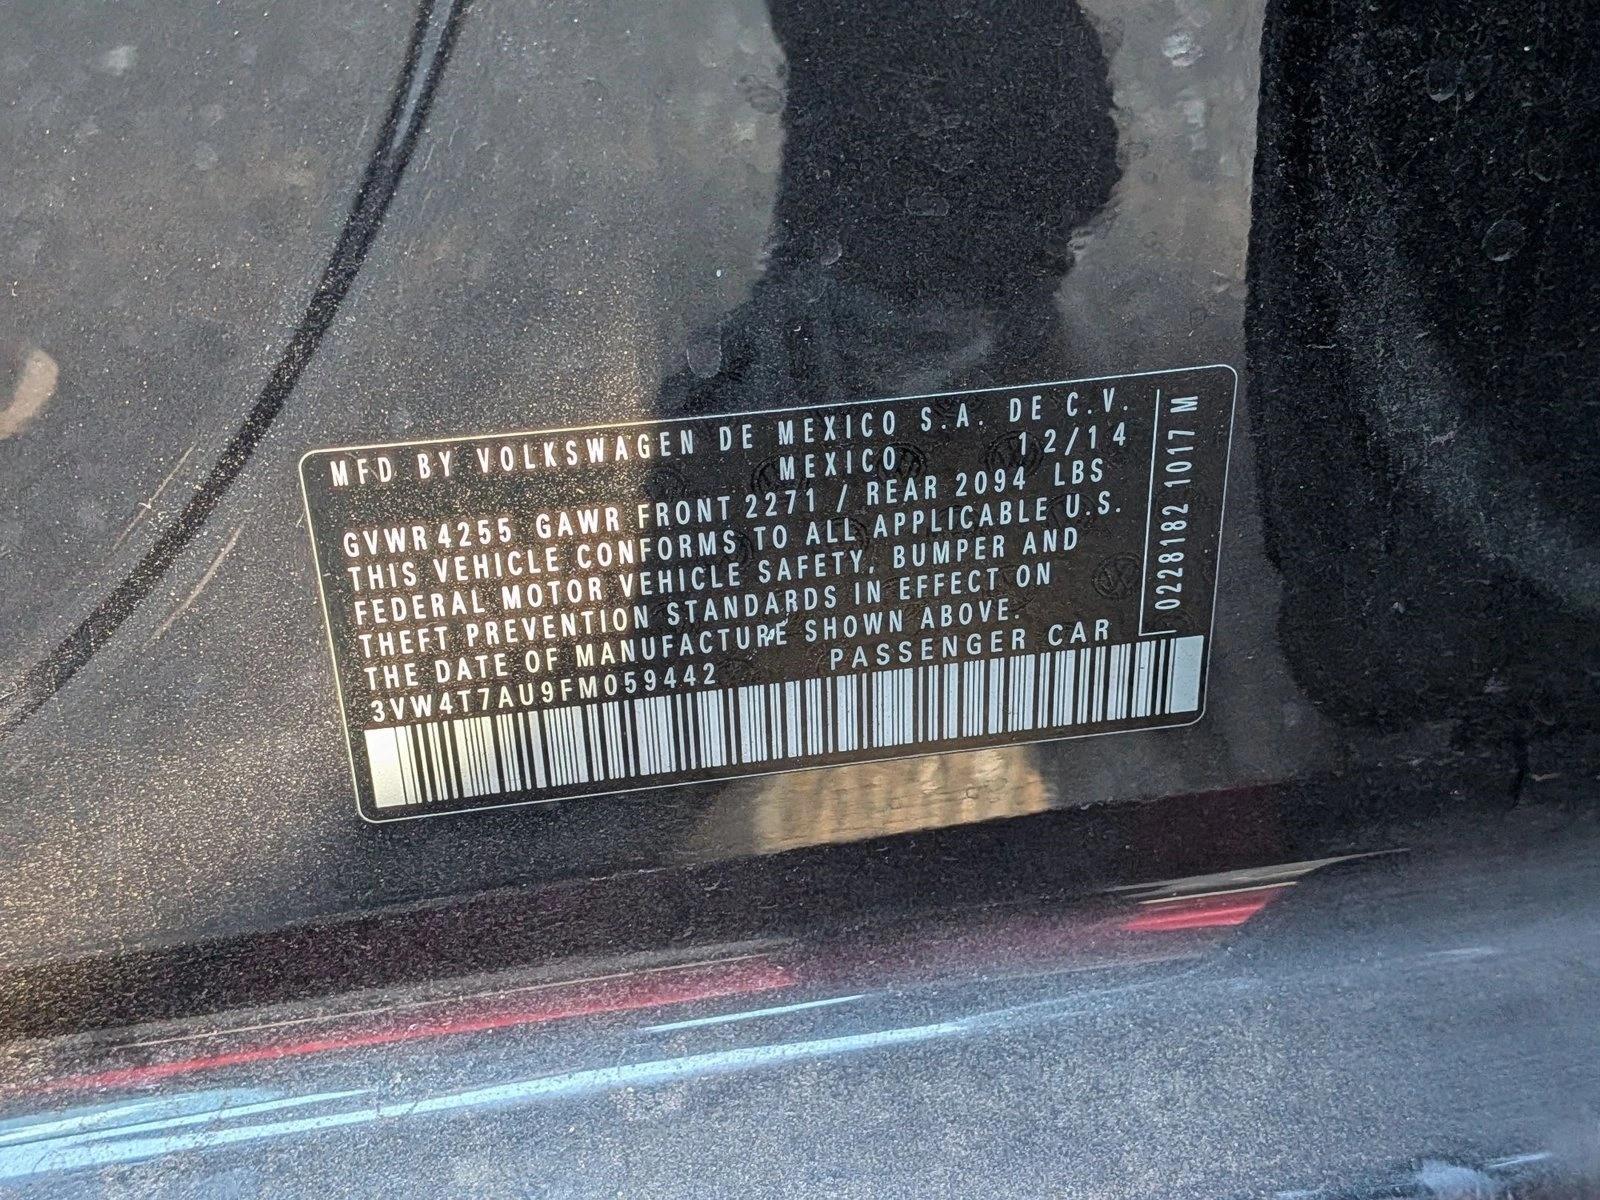 MFD BY VOLKSWAGEN DE MEXICO S.A. DE C.V.
MEXICO 12/14
GVWR 4255 GAWR FRONT 2271 / REAR 2094 LBS
THIS VEHICLE CONFORMS TO ALL APPLICABLE U.S.
FEDERAL MOTOR VEHICLE SAFETY, BUMPER AND
THEFT PREVENTION STANDARDS IN EFFECT ON
THE DATE OF MANUFACTURE SHOWN ABOVE.
3VW4T7AU9FM059442 PASSENGER CAR
0228182 1017 M